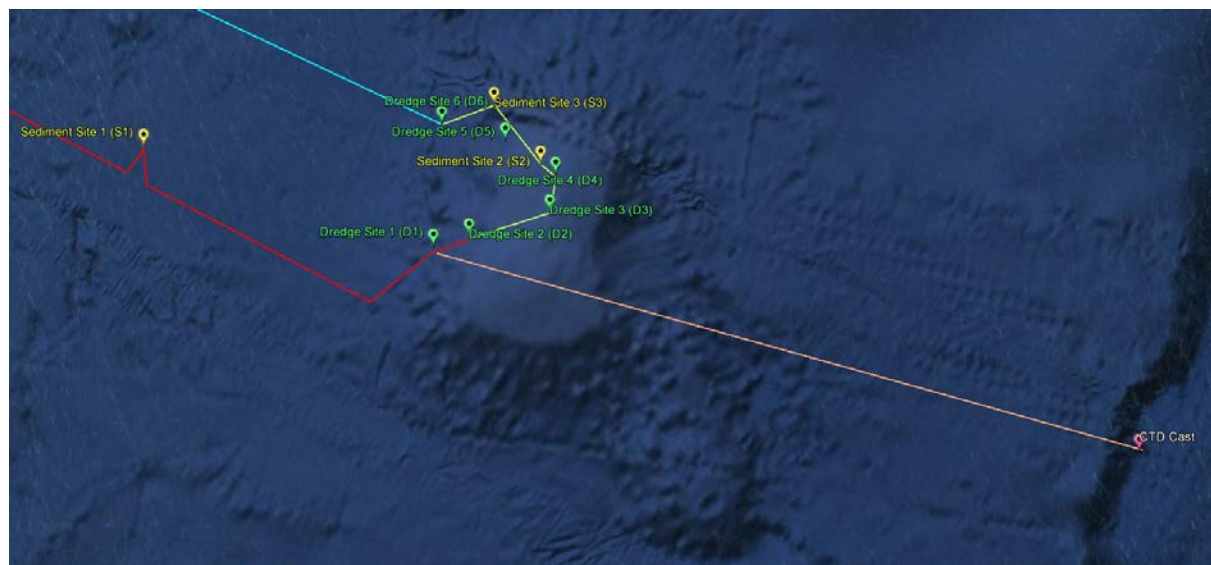 Dredge Site 6 (D6)
Sediment Site 3 (S3)
Sediment Site 1 (S1)
Dredge Site 5 (D5)
Sediment Site 2 (S2)
Dredge Site 4 (D4)
Dredge Site 3 (D3)
Dredge Site 1 (D1)
Dredge Site 2 (D2)
CTD Cast